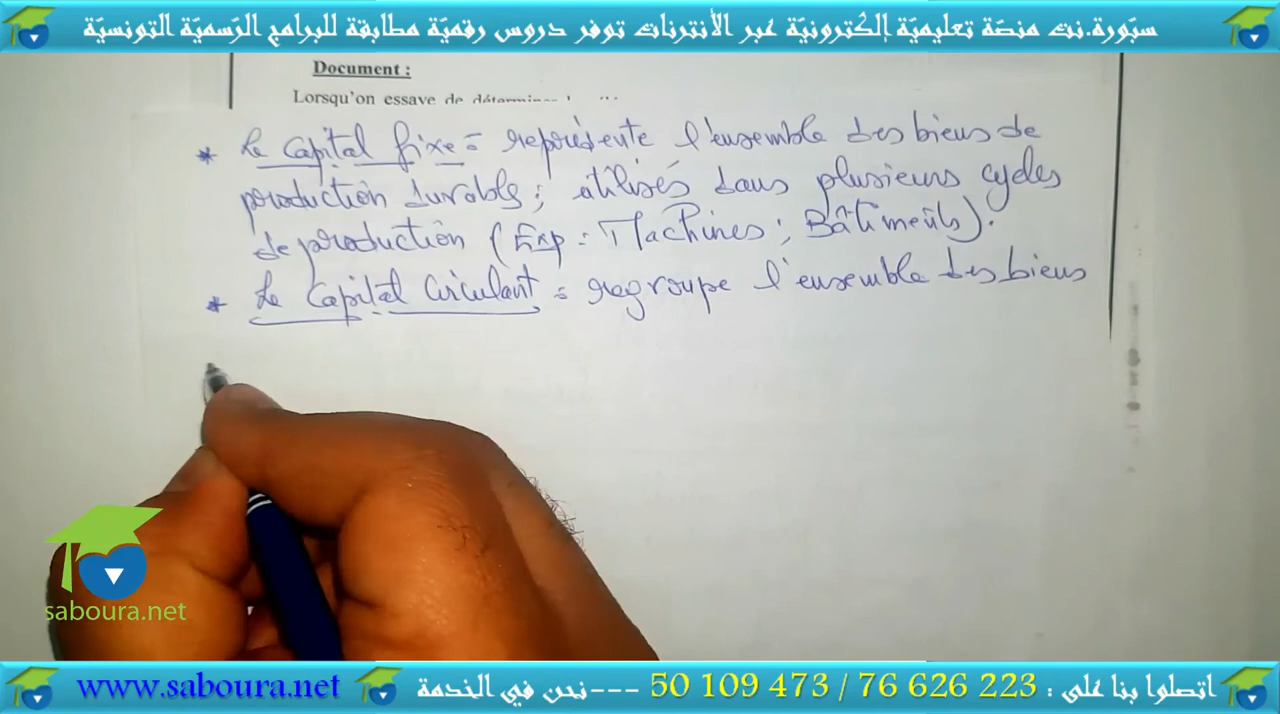 سبّورة.نت منصّة تعليميّة إلكترونيّة عبر الأنترنات توفر دروس رقميّة مطابقة للبرامج الرّسميّة التونسيّة
Document :
Lorsqu'on essaye de
* Le capital fixe = représente l'ensemble des biens de
production durables; utilisés dans plusieurs cycles
de production (Exp : Machines; Bâtiments).
* Le capital circulant = regroupe l'ensemble des biens
saboura.net
www.saboura.net اتصلوا بنا على : 50 109 473 / 76 626 223 ---نحن في الخدمة